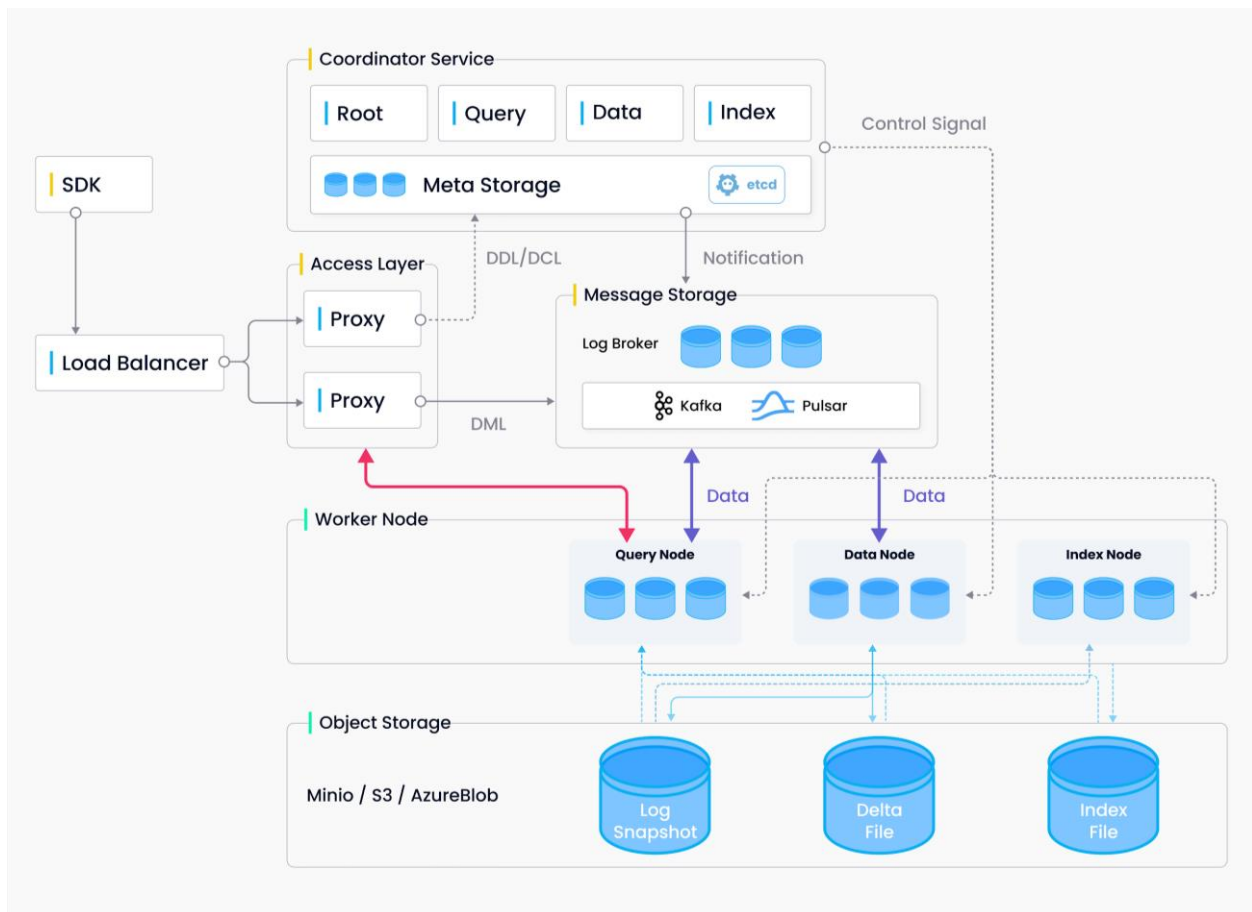 Coordinator Service
Root
Query
Data
Index
Control Signal
SDK
Meta Storage
etcd
Access Layer
DDL/DCL
Notification
Message Storage
Proxy
Log Broker
Load Balancer
Proxy
DML
Kafka
Pulsar
Data
Data
Worker Node
Query Node
Data Node
Index Node
Object Storage
Minio / S3 / AzureBlob
Log
Snapshot
Delta
File
Index
File